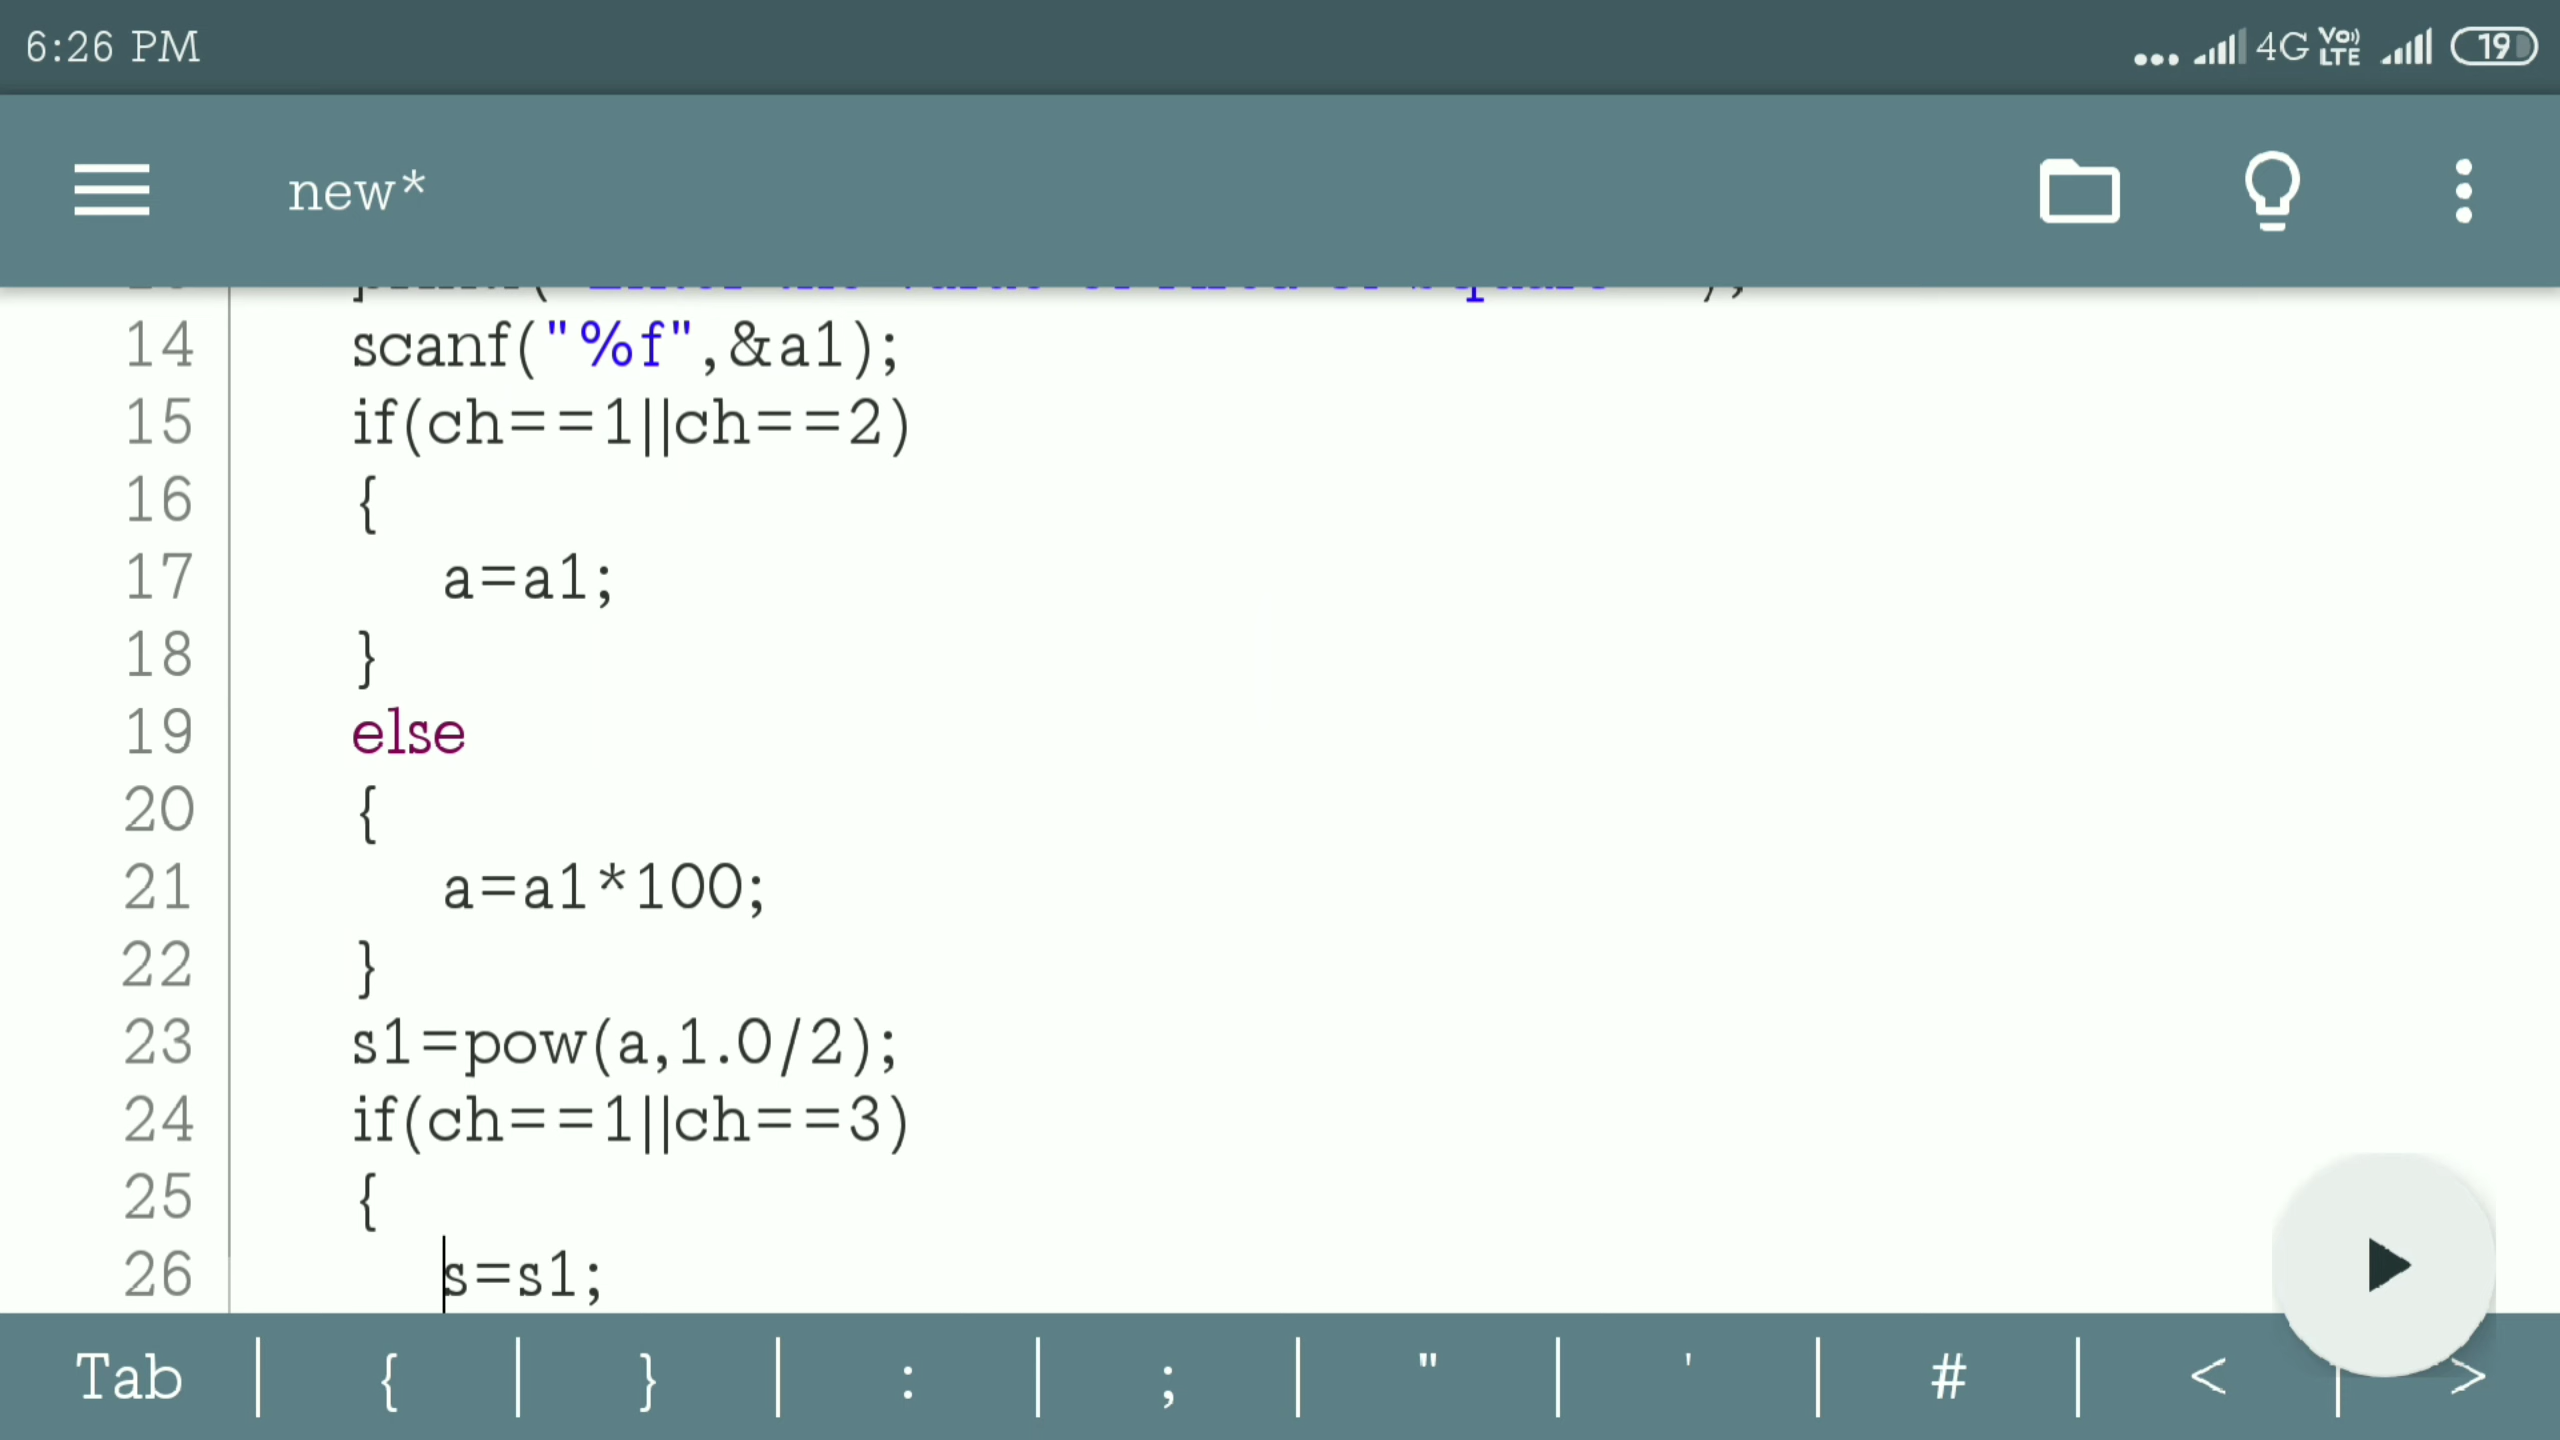 6:26 PM 4G Vo)) LTE 19
new*
14 scanf("%f",&a1);
15 if(ch==1||ch==2)
16 {
17 a=a1;
18 }
19 else
20 {
21 a=a1*100;
22 }
23 s1=pow(a,1.0/2);
24 if(ch==1||ch==3)
25 {
26 s=s1;
Tab { } : ; " ' # < >